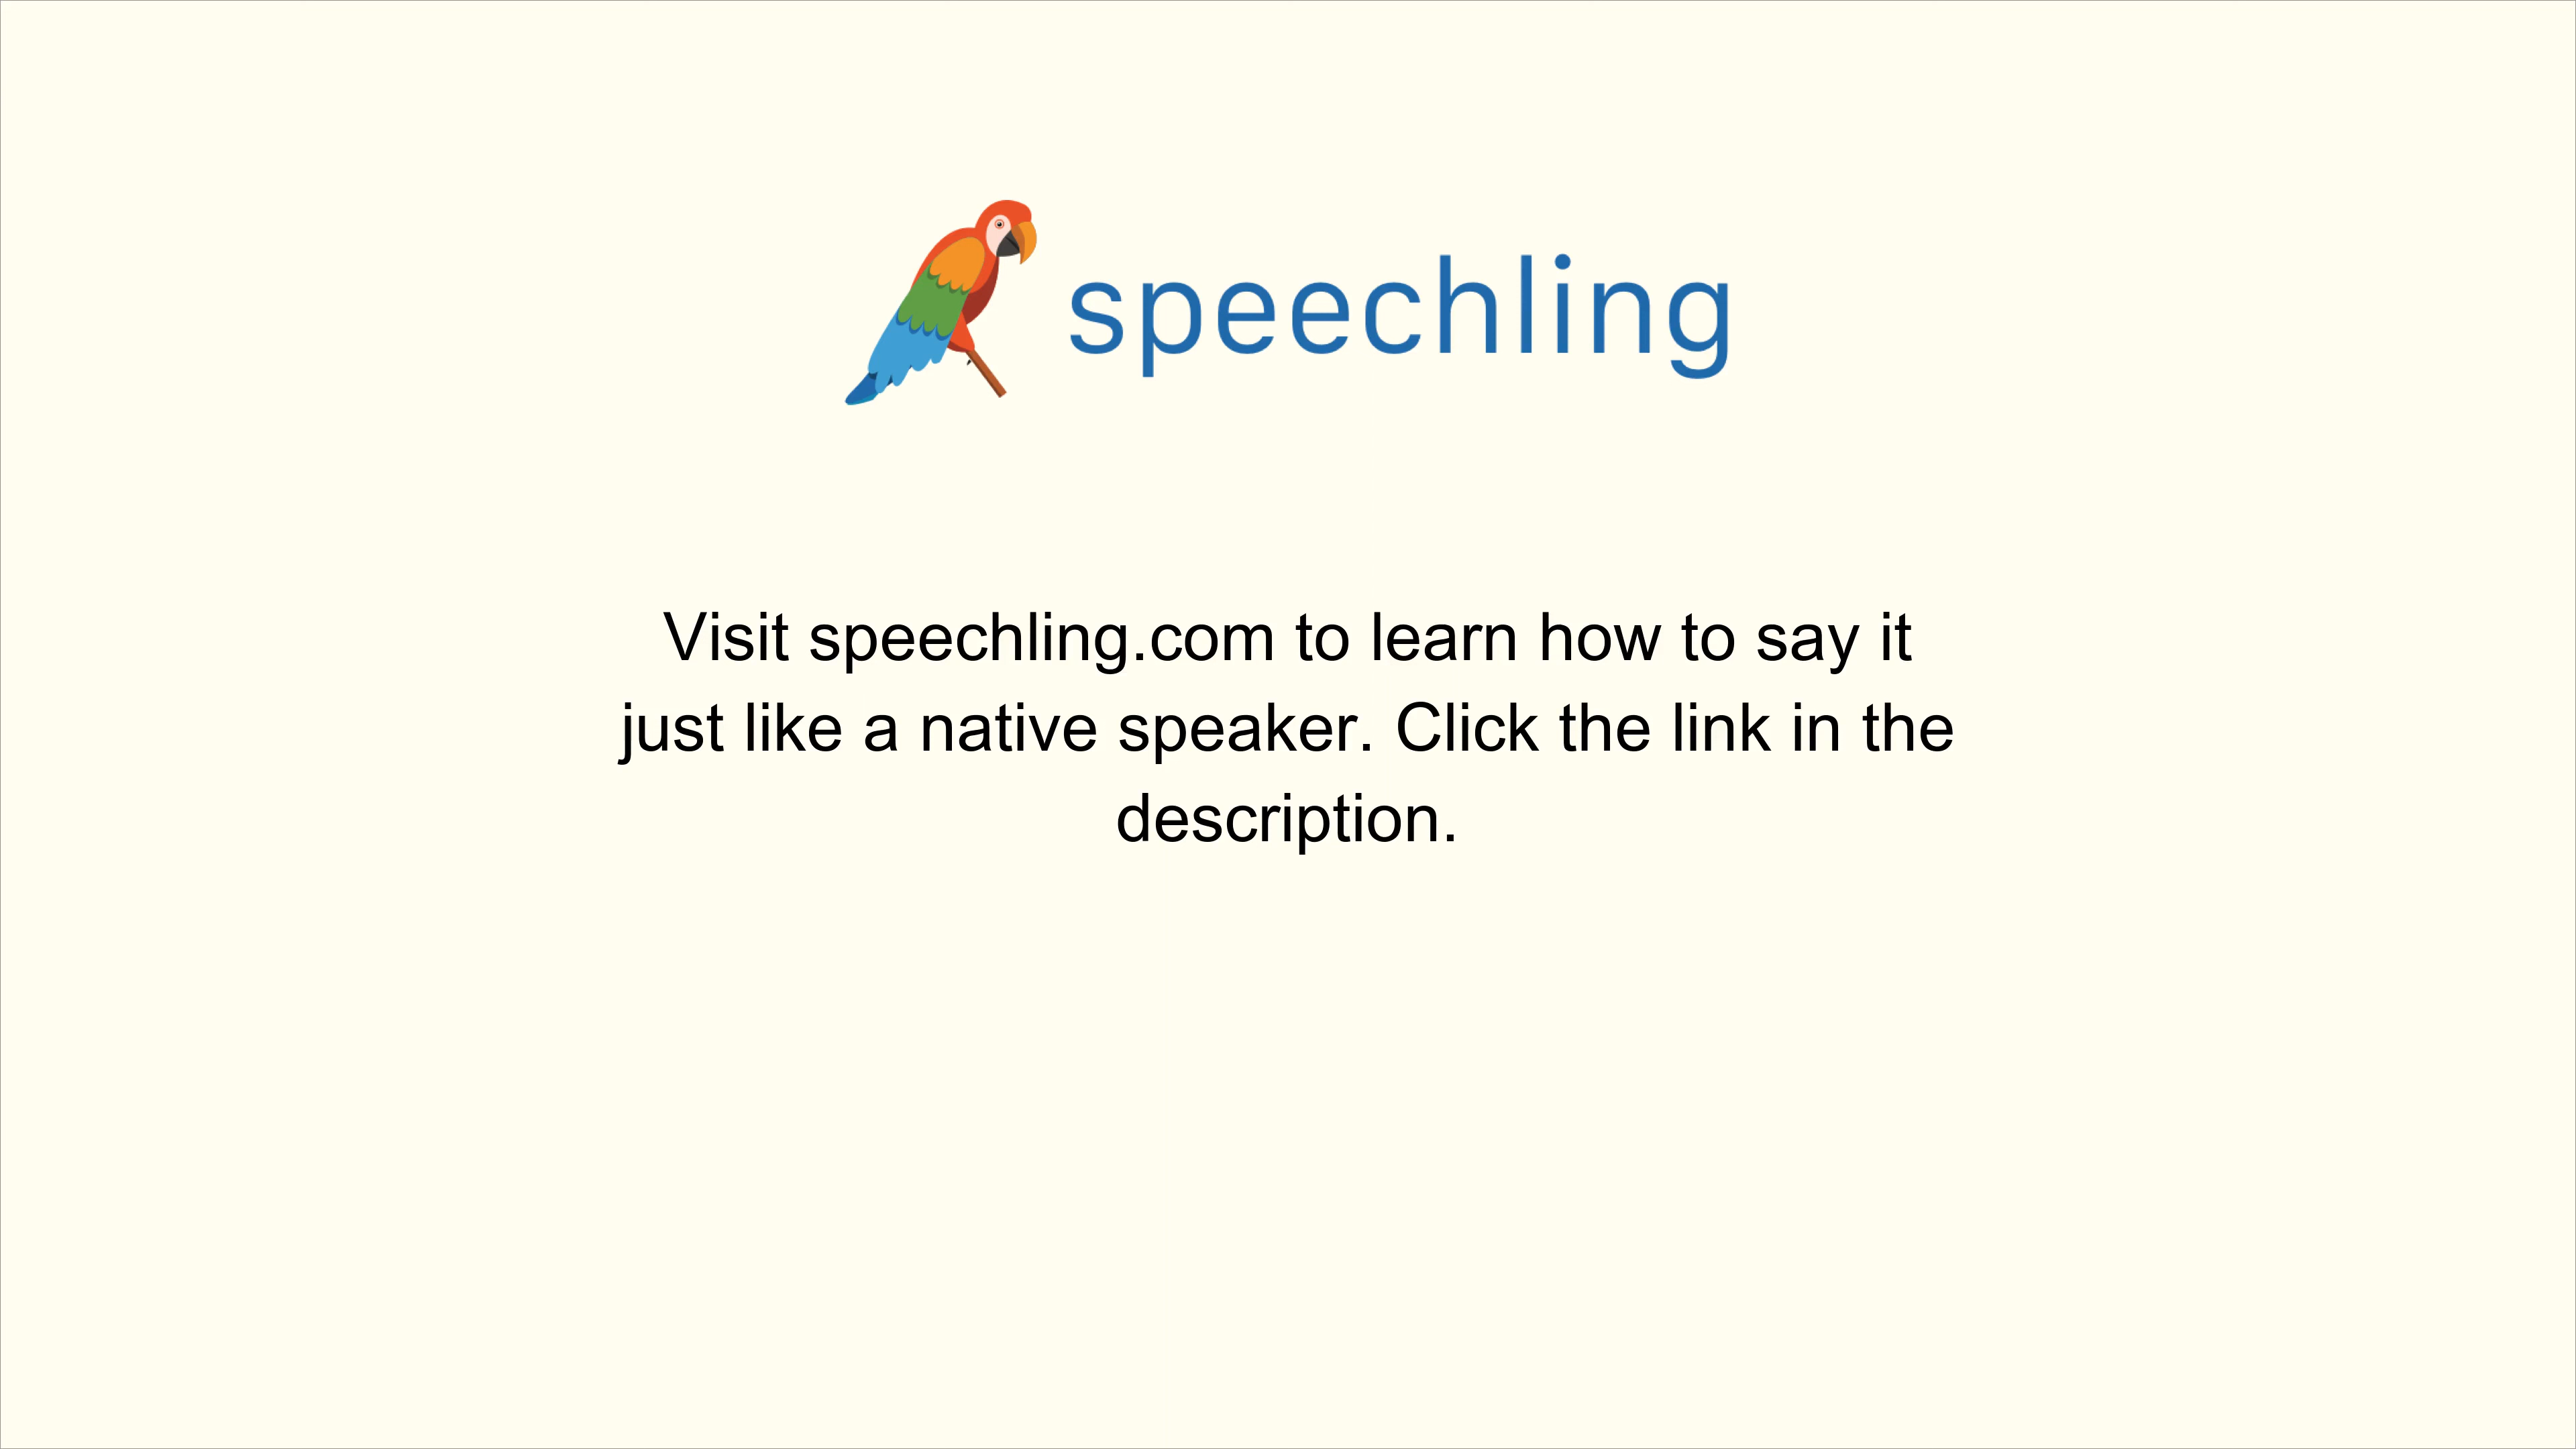 speechling
Visit speechling.com to learn how to say it
just like a native speaker. Click the link in the
description.